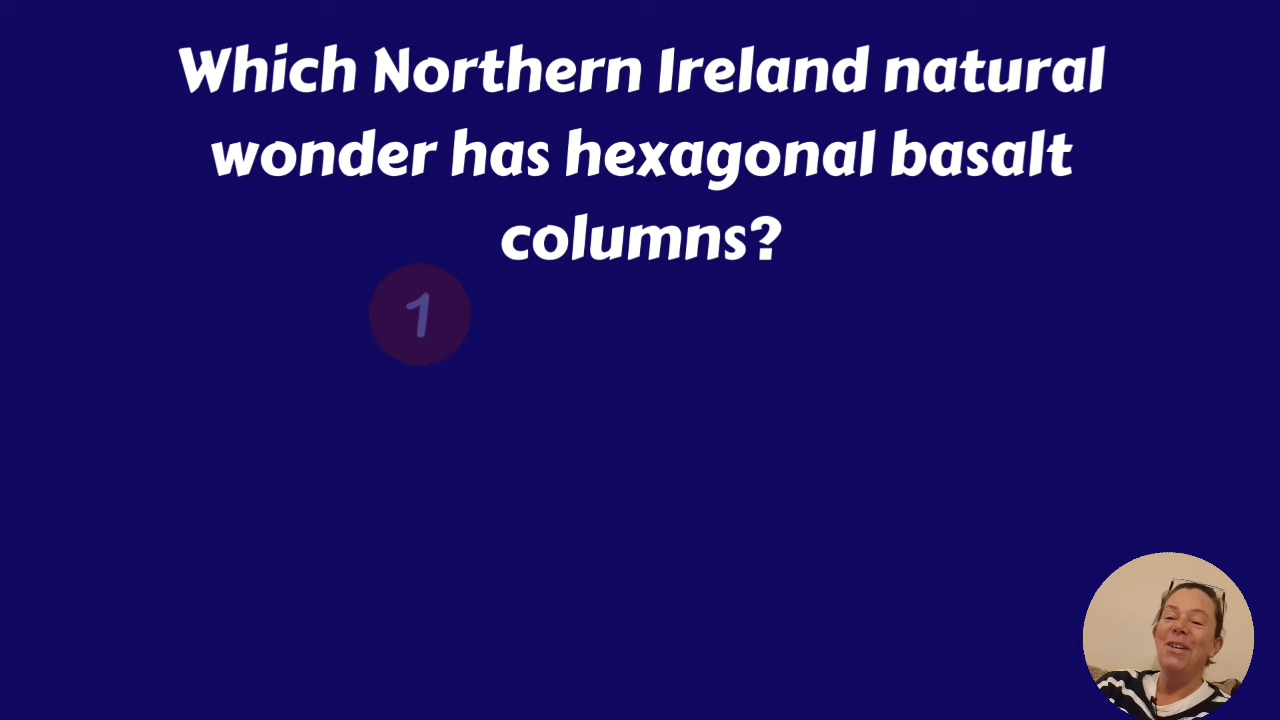 Which Northern Ireland natural
wonder has hexagonal basalt
columns?
1